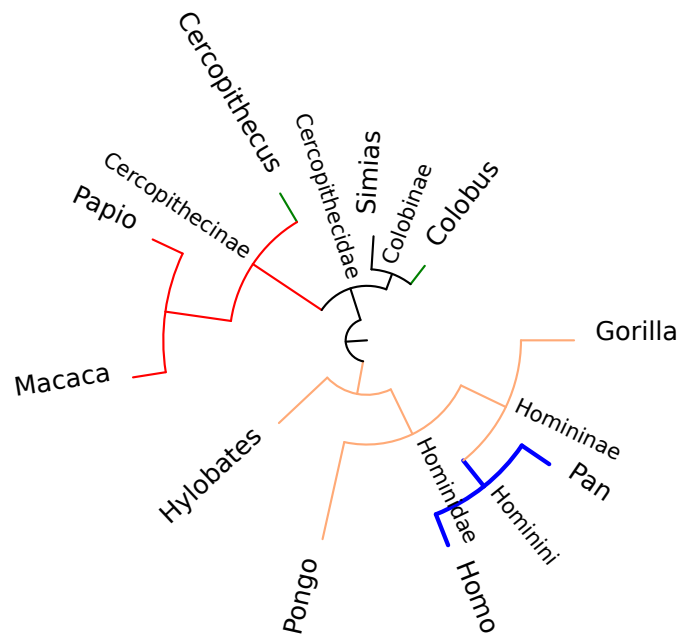 Cercopithecus
Cercopithecidae
Simias
Cercopithecinae
Colobinae
Colobus
Papio
Gorilla
Macaca
Homininae
Hylobates
Hominidae
Pan
Hominini
Pongo
Homo